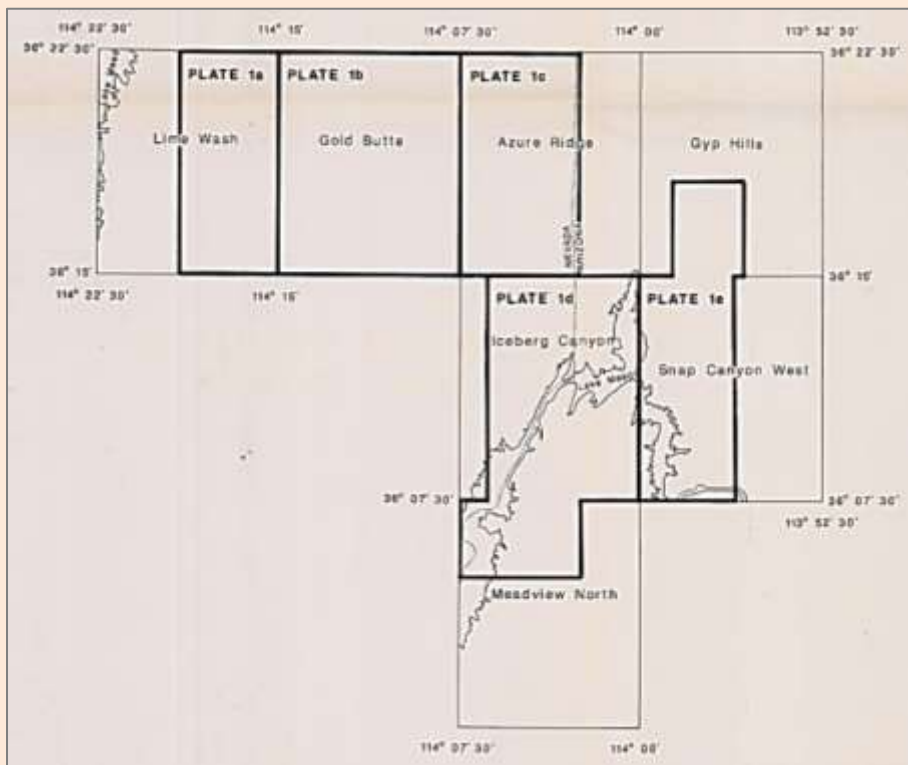 114° 22' 30'
114° 15'
114° 07' 30'
114° 00'
113° 52' 30'
36° 22' 30'
36° 22' 30'
PLATE 1a
PLATE 1b
PLATE 1c
Lime Wash
Gold Butte
Azure Ridge
Gyp Hills
NEVADA
ARIZONA
36° 15'
36° 15'
114° 22' 30'
114° 15'
PLATE 1d
PLATE 1e
Iceberg Canyon
Lake Mead
Snap Canyon West
36° 07' 30'
36° 07' 30'
113° 52' 30'
Meadview North
114° 07' 30'
114° 00'